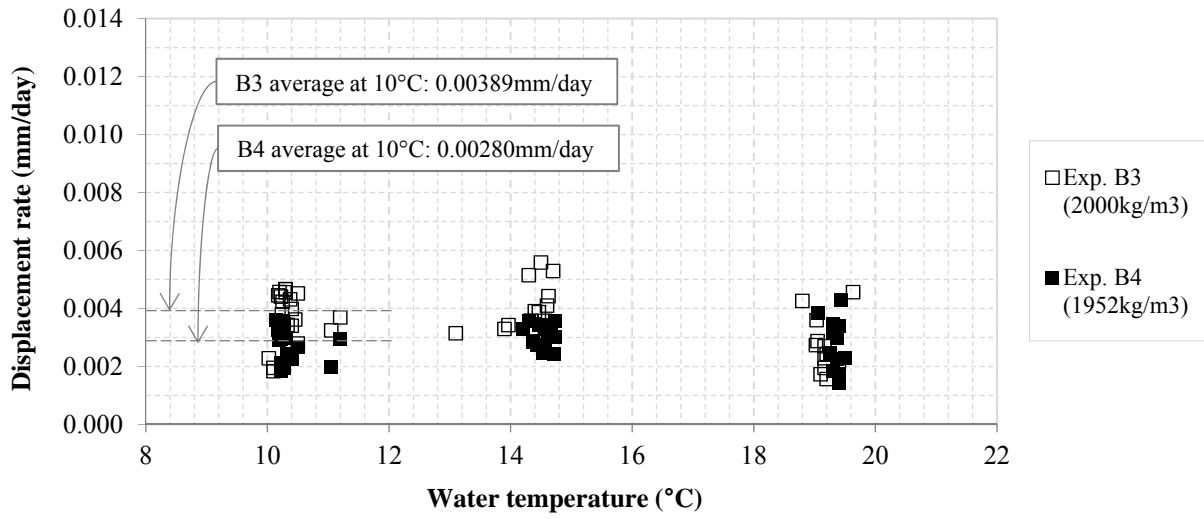 0.014
0.012
0.010
0.008
0.006
0.004
0.002
0.000
Displacement rate (mm/day)
B3 average at 10°C: 0.00389mm/day
B4 average at 10°C: 0.00280mm/day
8 10 12 14 16 18 20 22
Water temperature (°C)
Exp. B3
(2000kg/m3)
Exp. B4
(1952kg/m3)